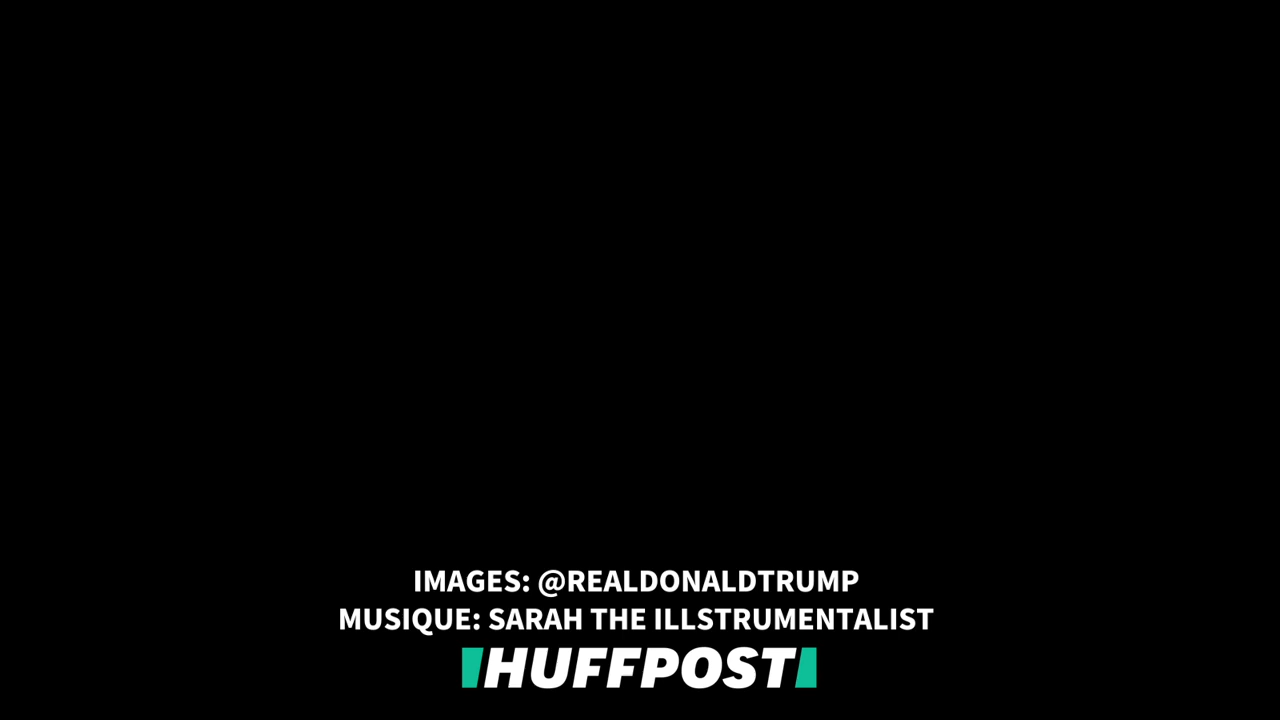 IMAGES: @REALDONALDTRUMP
MUSIQUE: SARAH THE ILLSTRUMENTALIST
HUFFPOST